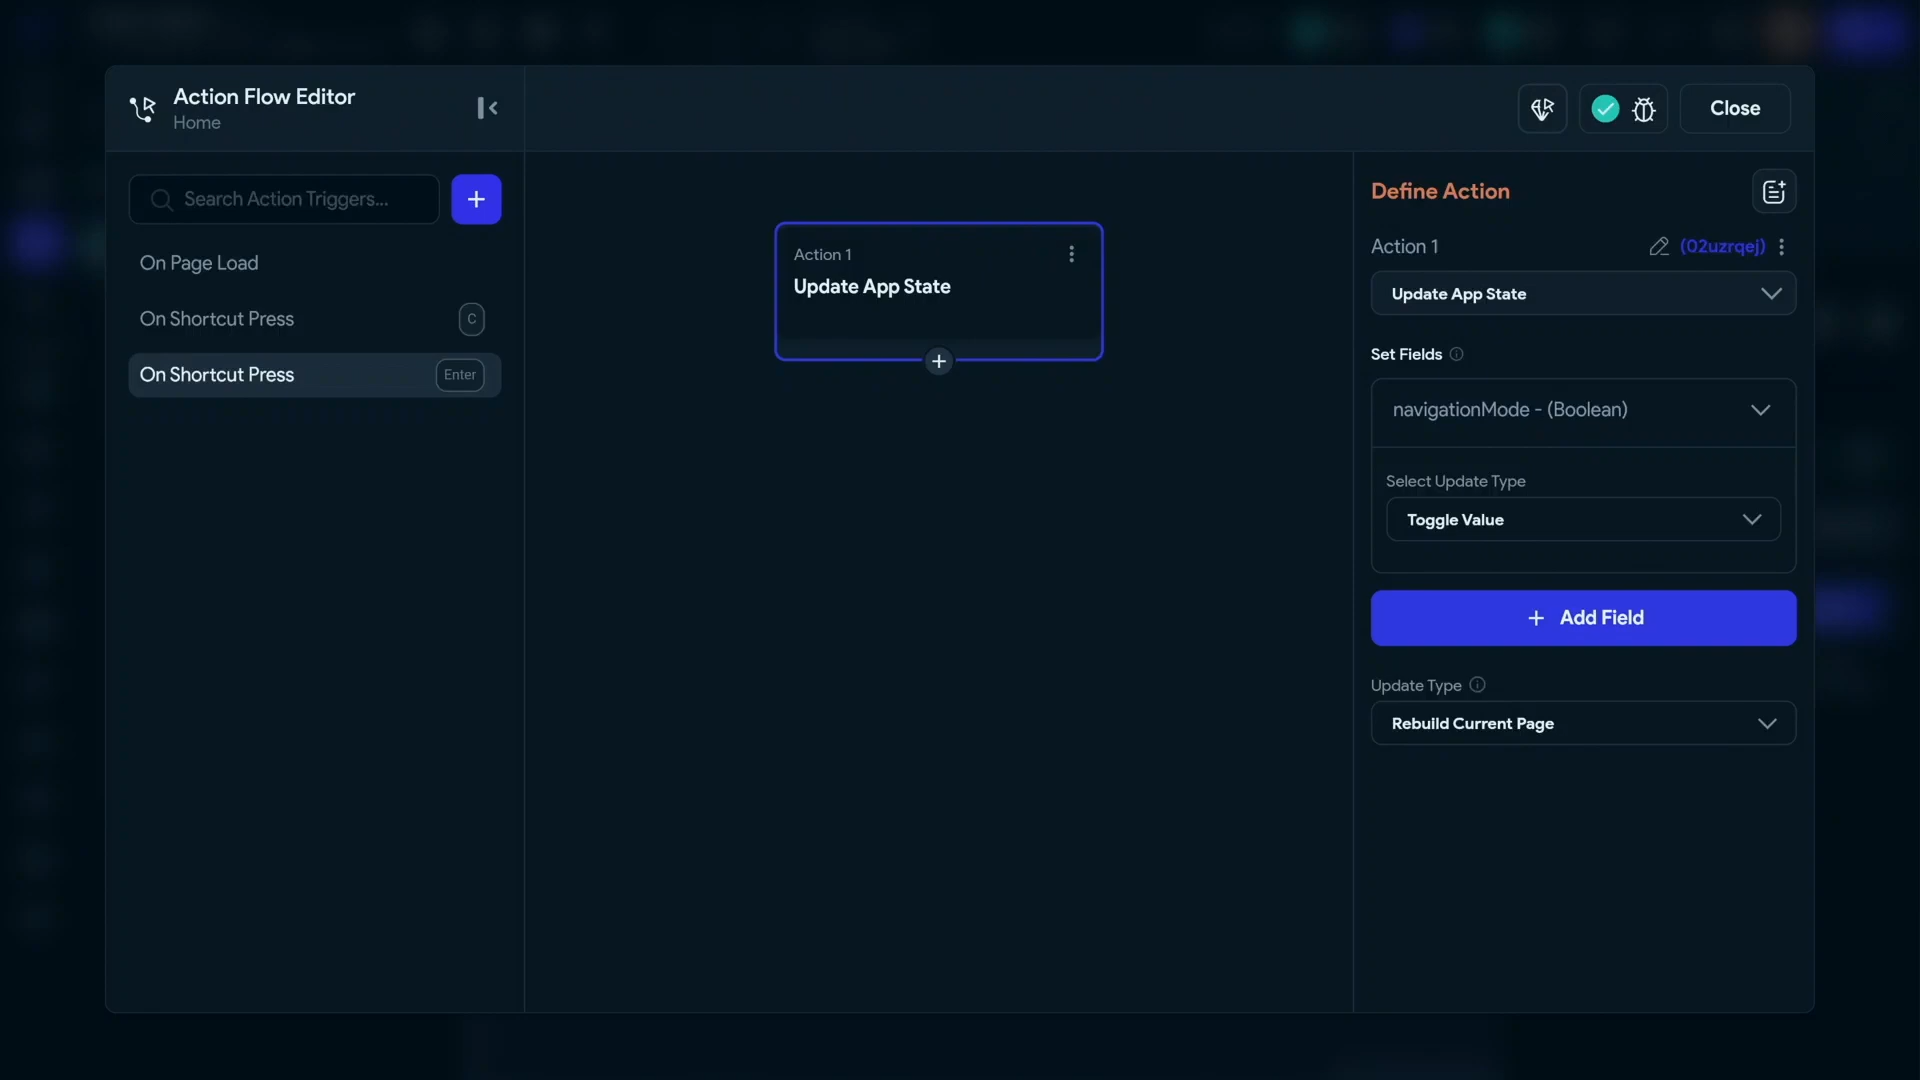 Action Flow Editor
Home
Close
Search Action Triggers...
On Page Load
On Shortcut Press C
On Shortcut Press Enter
Action 1
Update App State
Define Action
Action 1 (02uzrqej)
Update App State
Set Fields
navigationMode - (Boolean)
Select Update Type
Toggle Value
Add Field
Update Type
Rebuild Current Page